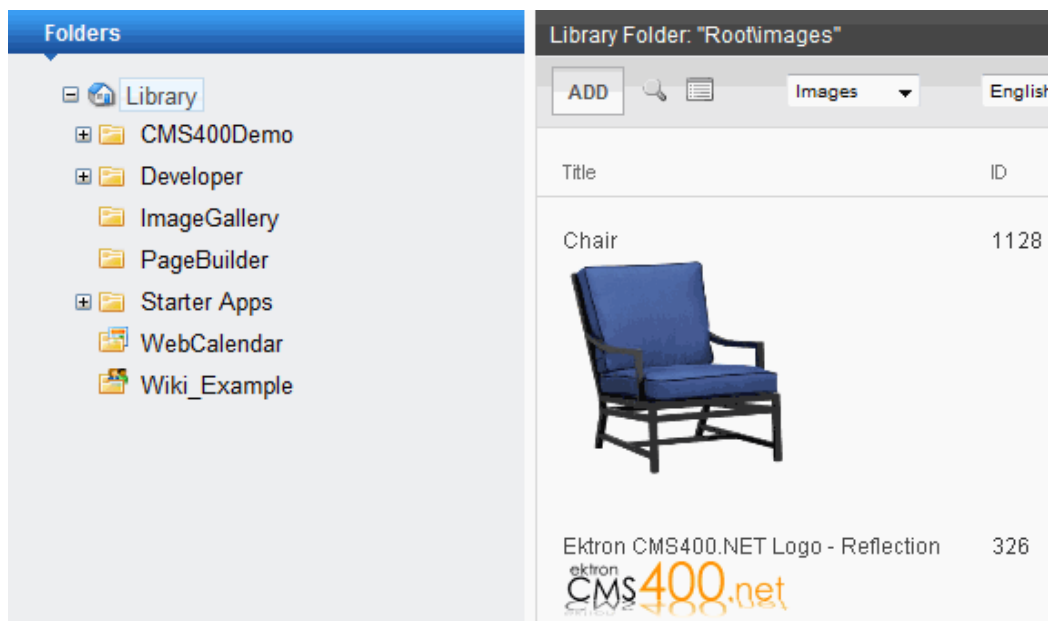 Folders
Library
CMS400Demo
Developer
ImageGallery
PageBuilder
Starter Apps
WebCalendar
Wiki_Example
Library Folder: "Root\images"
ADD
Images
English
Title ID
Chair 1128
Ektron CMS400.NET Logo - Reflection 326
ektron
CMS400.net